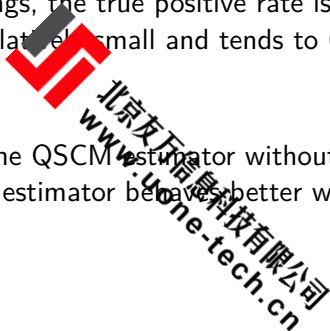 ngs, the true positive rate is
small and tends to
he QSCM estimator without
estimator behaves better w
北京友万信息科技有限公司
www.uone-tech.cn